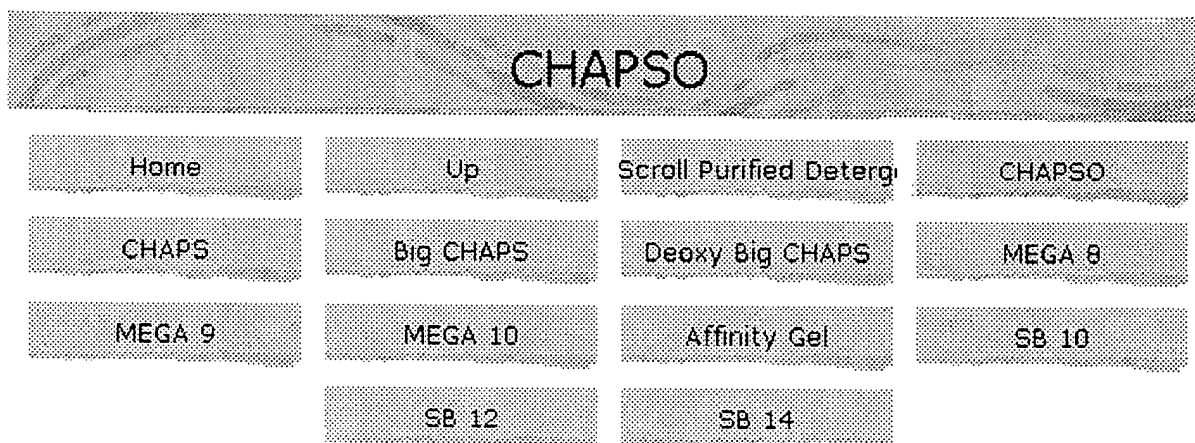 CHAPSO
Home Up Scroll Purified Deterg CHAPSO
CHAPS Big CHAPS Deoxy Big CHAPS MEGA 8
MEGA 9 MEGA 10 Affinity Gel SB 10
SB 12 SB 14